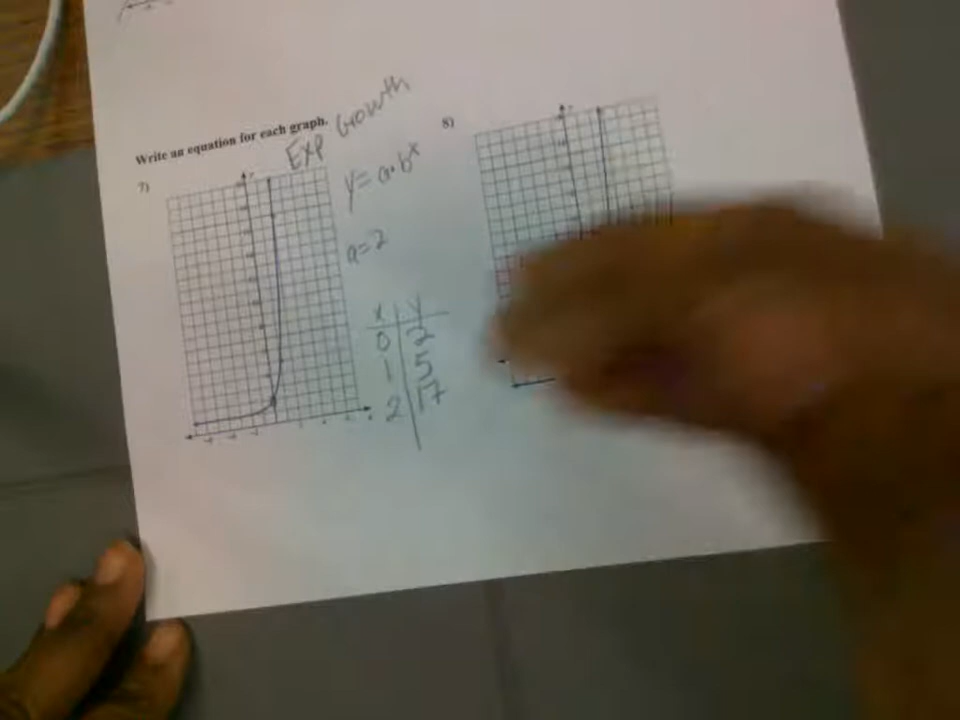 Write an equation for each graph.
EXP Growth
7)
8)
y = a·b^x
a=2
x y
0 2
1 5
2 17